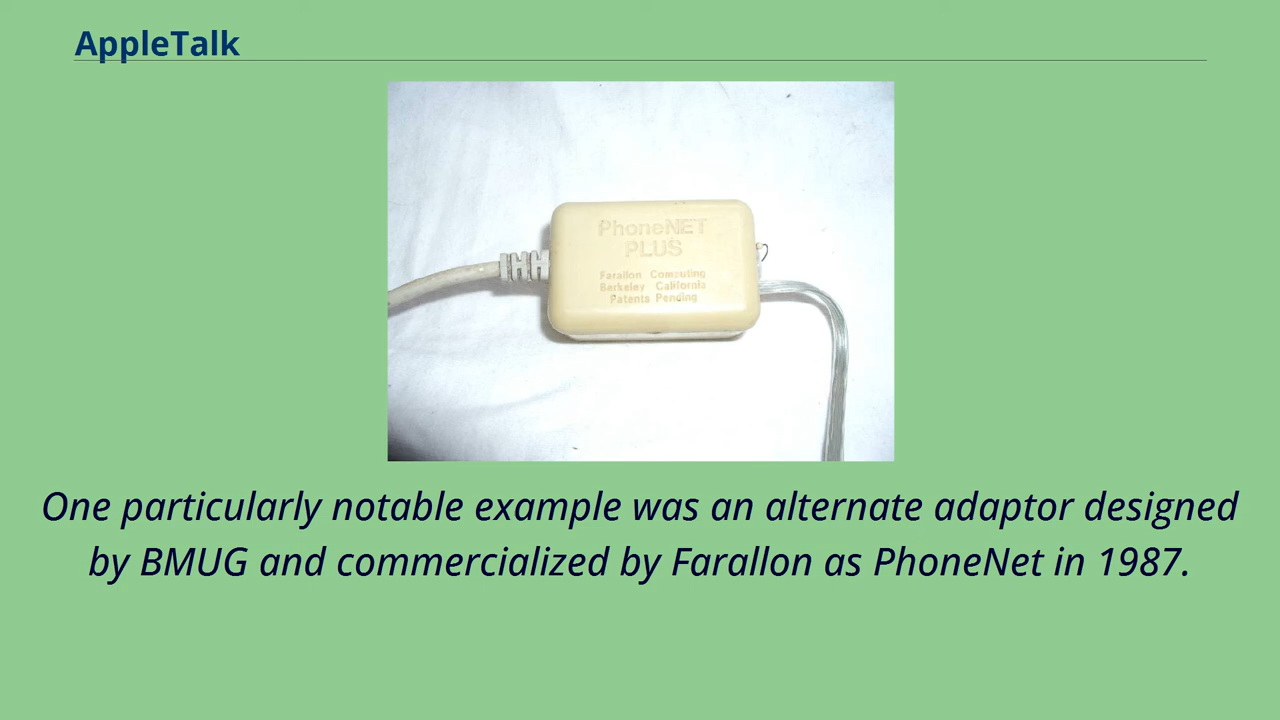 AppleTalk
PhoneNET
PLUS
Farallon Computing
Berkeley California
Patents Pending
One particularly notable example was an alternate adaptor designed
by BMUG and commercialized by Farallon as PhoneNet in 1987.